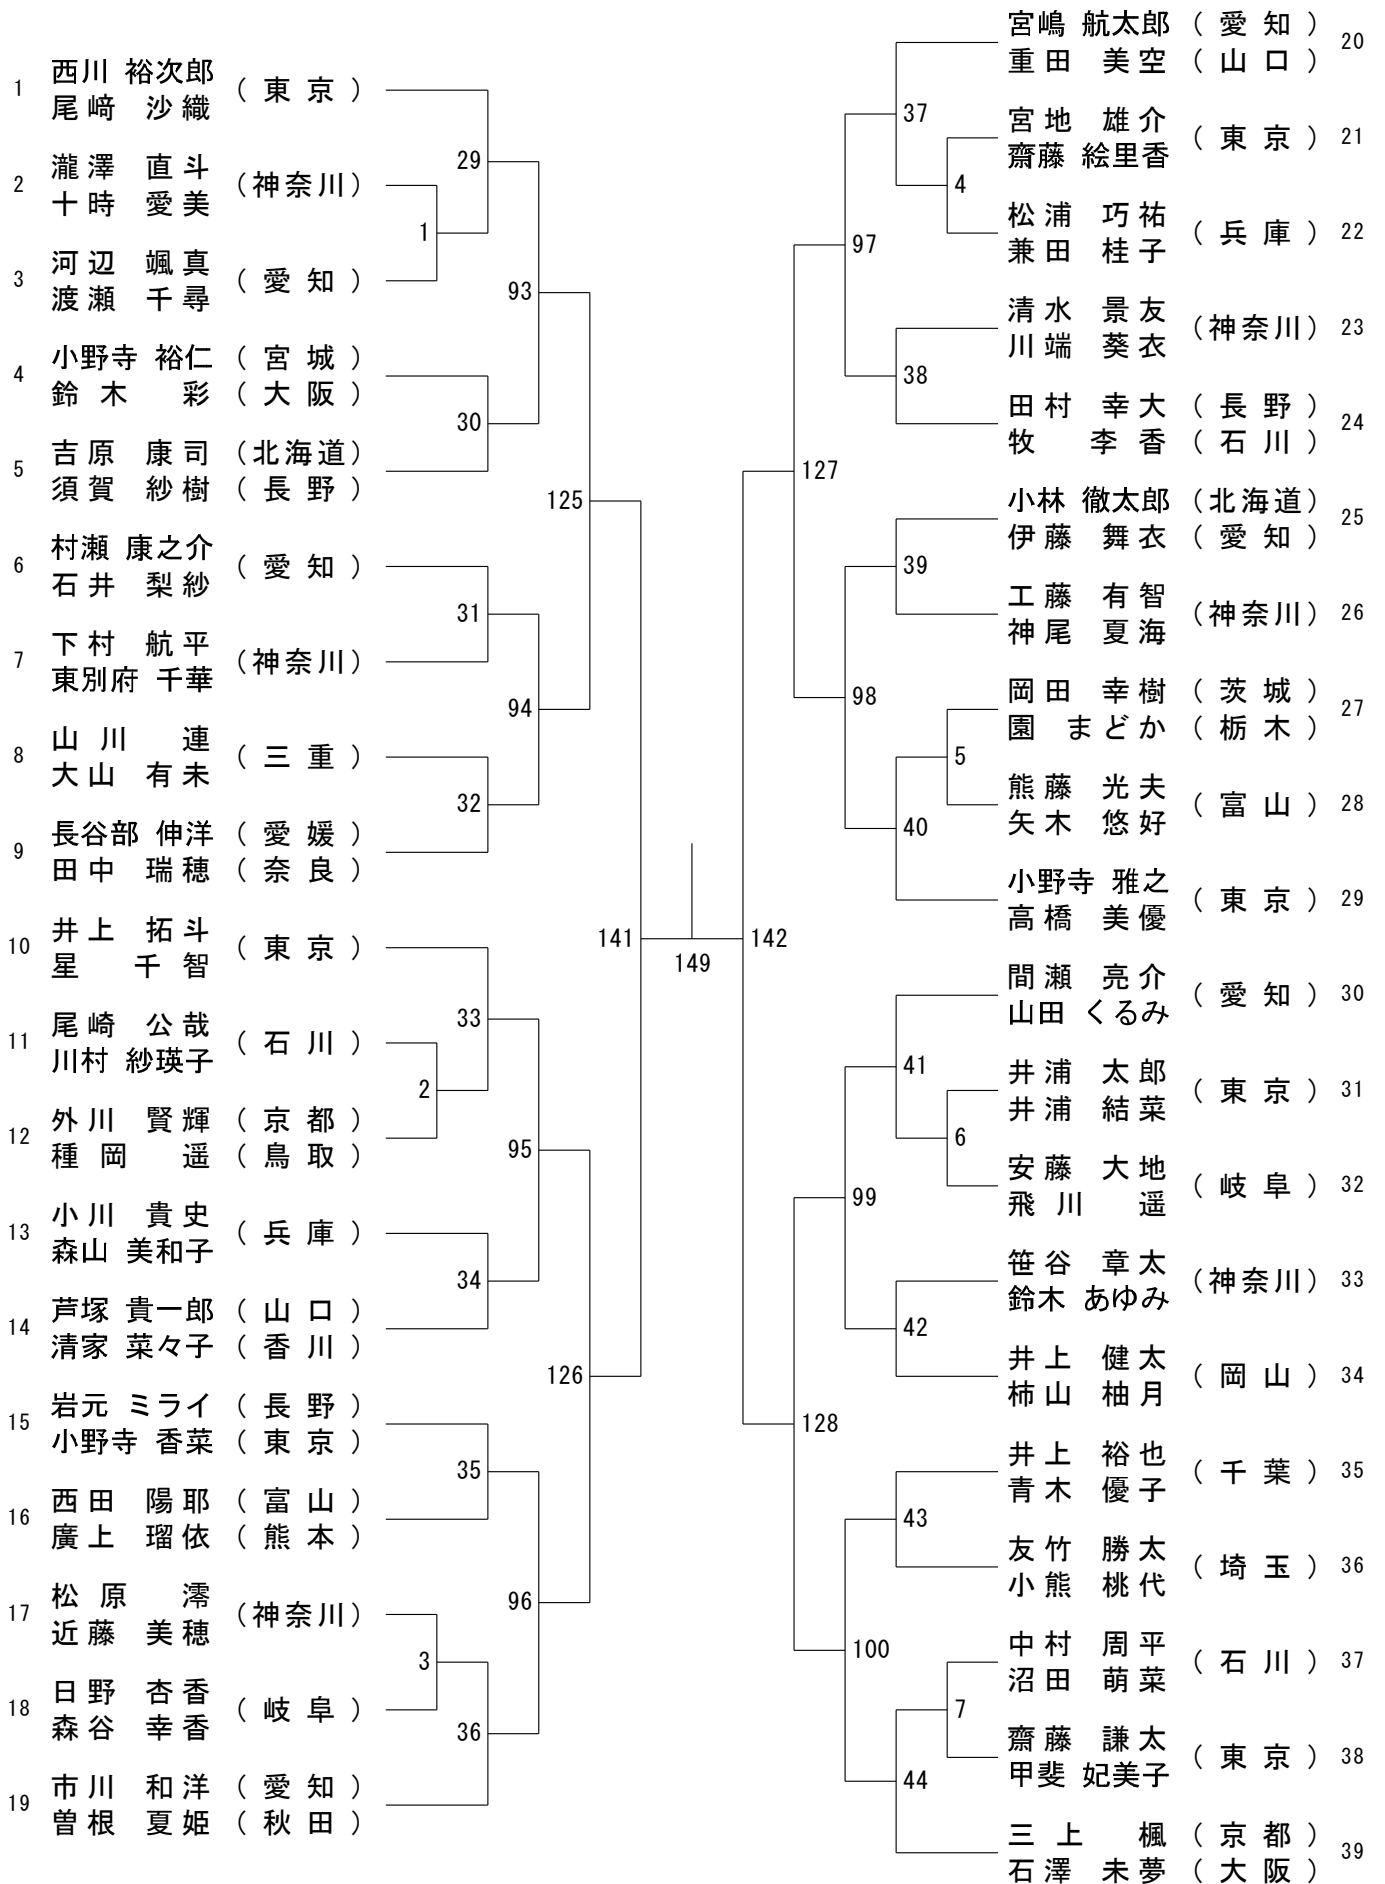 1 西川 裕次郎 (東京)
尾﨑 沙織
2 瀧澤 直斗 (神奈川)
十時 愛美
3 河辺 颯真 (愛知)
渡瀬 千尋
4 小野寺 裕仁 (宮城)
鈴木 彩 (大阪)
5 吉原 康司 (北海道)
須賀 紗樹 (長野)
6 村瀬 康之介 (愛知)
石井 梨紗
7 下村 航平 (神奈川)
東別府 千華
8 山川 連 (三重)
大山 有未
9 長谷部 伸洋 (愛媛)
田中 瑞穂 (奈良)
10 井上 拓斗 (東京)
星 千智
11 尾崎 公哉 (石川)
川村 紗瑛子
12 外川 賢輝 (京都)
種岡 遥 (鳥取)
13 小川 貴史 (兵庫)
森山 美和子
14 芦塚 貴一郎 (山口)
清家 菜々子 (香川)
15 岩元 ミライ (長野)
小野寺 香菜 (東京)
16 西田 陽耶 (富山)
廣上 瑠依 (熊本)
17 松原 澪 (神奈川)
近藤 美穂
18 日野 杏香 (岐阜)
森谷 幸香
19 市川 和洋 (愛知)
曽根 夏姫 (秋田)
29
1
93
30
125
31
94
32
141
33
2
95
34
126
35
96
3
36
149
142
37
4
97
38
127
39
98
5
40
41
6
99
42
128
43
100
7
44
宮嶋 航太郎 (愛知) 20
重田 美空 (山口)
宮地 雄介 (東京) 21
齋藤 絵里香
松浦 巧祐 (兵庫) 22
兼田 桂子
清水 景友 (神奈川) 23
川端 葵衣
田村 幸大 (長野) 24
牧 李香 (石川)
小林 徹太郎 (北海道) 25
伊藤 舞衣 (愛知)
工藤 有智 (神奈川) 26
神尾 夏海
岡田 幸樹 (茨城) 27
園 まどか (栃木)
熊藤 光夫 (富山) 28
矢木 悠好
小野寺 雅之 (東京) 29
高橋 美優
間瀬 亮介 (愛知) 30
山田 くるみ
井浦 太郎 (東京) 31
井浦 結菜
安藤 大地 (岐阜) 32
飛川 遥
笹谷 章太 (神奈川) 33
鈴木 あゆみ
井上 健太 (岡山) 34
柿山 柚月
井上 裕也 (千葉) 35
青木 優子
友竹 勝太 (埼玉) 36
小熊 桃代
中村 周平 (石川) 37
沼田 萌菜
齋藤 謙太 (東京) 38
甲斐 妃美子
三上 楓 (京都) 39
石澤 未夢 (大阪)